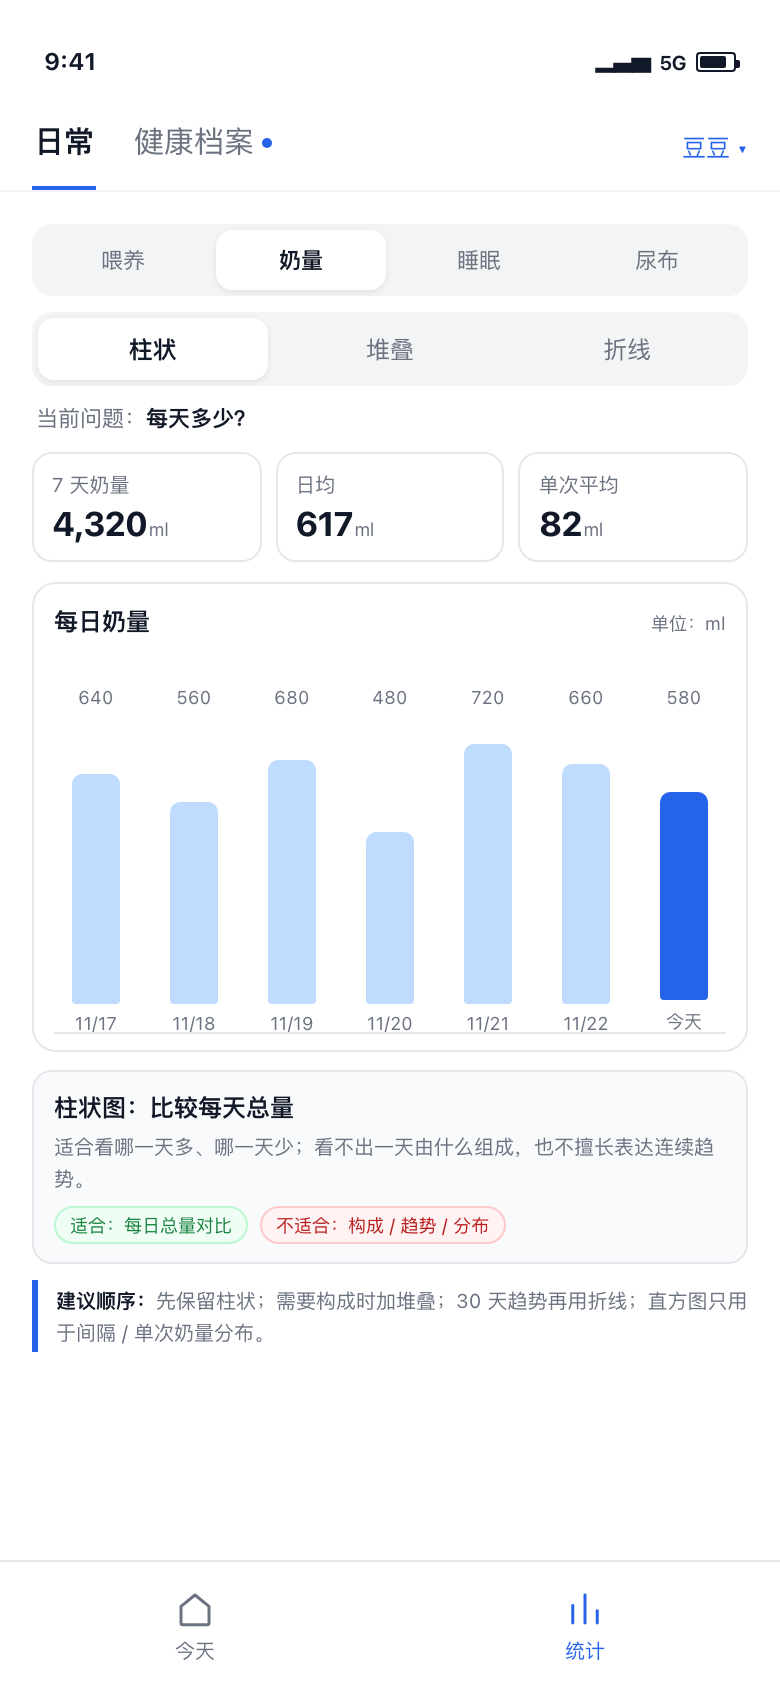 9:41
5G
日常 健康档案
豆豆 ▾
喂养 奶量 睡眠 尿布
柱状 堆叠 折线
当前问题：每天多少?
7 天奶量 日均 单次平均
4,320ml 617ml 82ml
每日奶量 单位：ml
640 560 680 480 720 660 580
11/17 11/18 11/19 11/20 11/21 11/22 今天
柱状图：比较每天总量
适合看哪一天多、哪一天少；看不出一天由什么组成，也不擅长表达连续趋
势。
适合：每日总量对比 不适合：构成 / 趋势 / 分布
建议顺序：先保留柱状；需要构成时加堆叠；30 天趋势再用折线；直方图只用
于间隔 / 单次奶量分布。
今天 统计